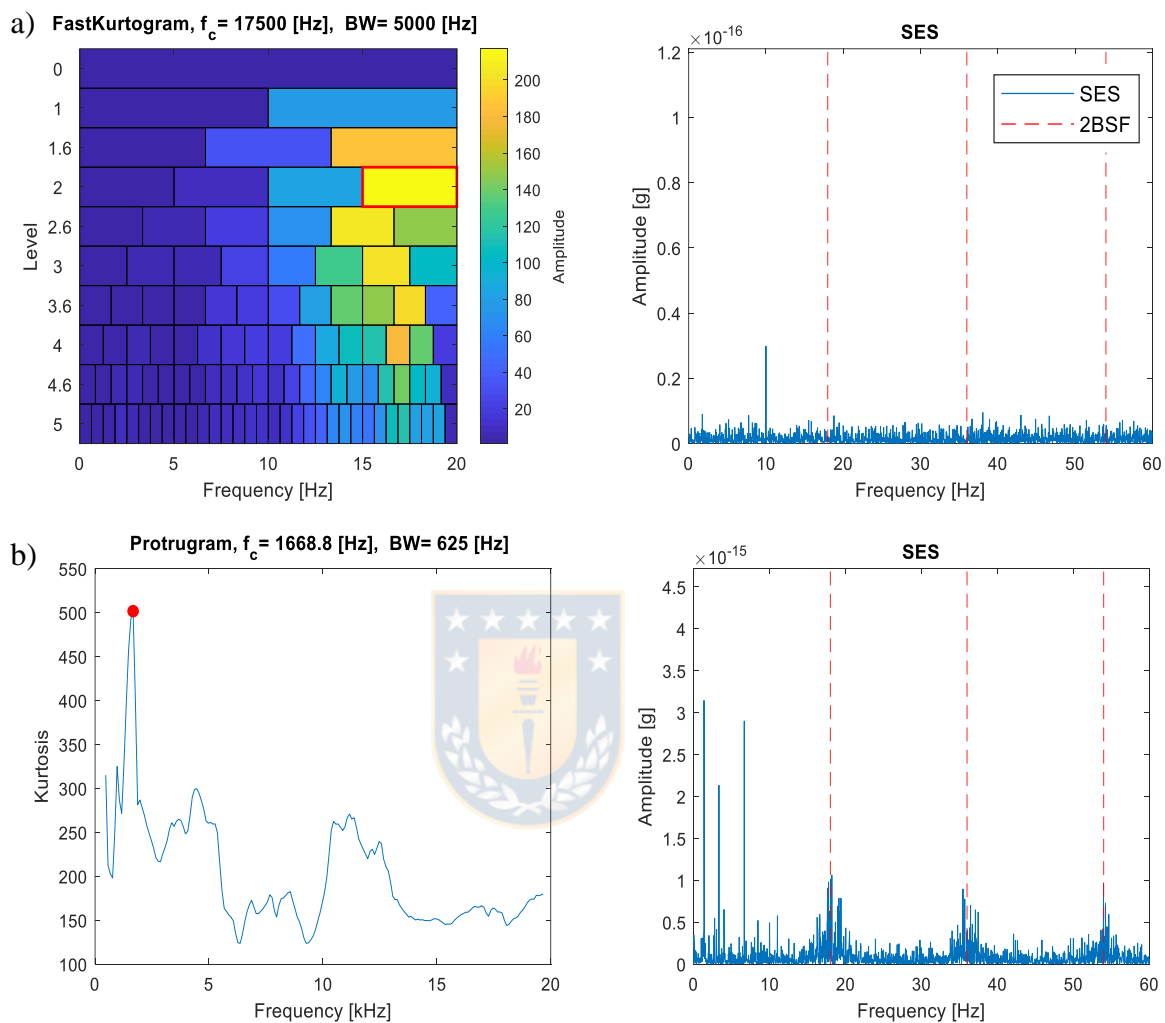 a)
FastKurtogram, fc= 17500 [Hz], BW= 5000 [Hz]
0
1
1.6
2
2.6
3
3.6
4
4.6
5
Level
0 5 10 15 20
Frequency [Hz]
200
180
160
140
120
100
80
60
40
20
Amplitude
×10-16
SES
1.2
1
0.8
0.6
0.4
0.2
0
Amplitude [g]
SES
2BSF
0 10 20 30 40 50 60
Frequency [Hz]
b)
Protrugram, fc= 1668.8 [Hz], BW= 625 [Hz]
550
500
450
400
350
300
250
200
150
100
Kurtosis
0 5 10 15 20
Frequency [kHz]
×10-15
SES
4.5
4
3.5
3
2.5
2
1.5
1
0.5
0
Amplitude [g]
0 10 20 30 40 50 60
Frequency [Hz]